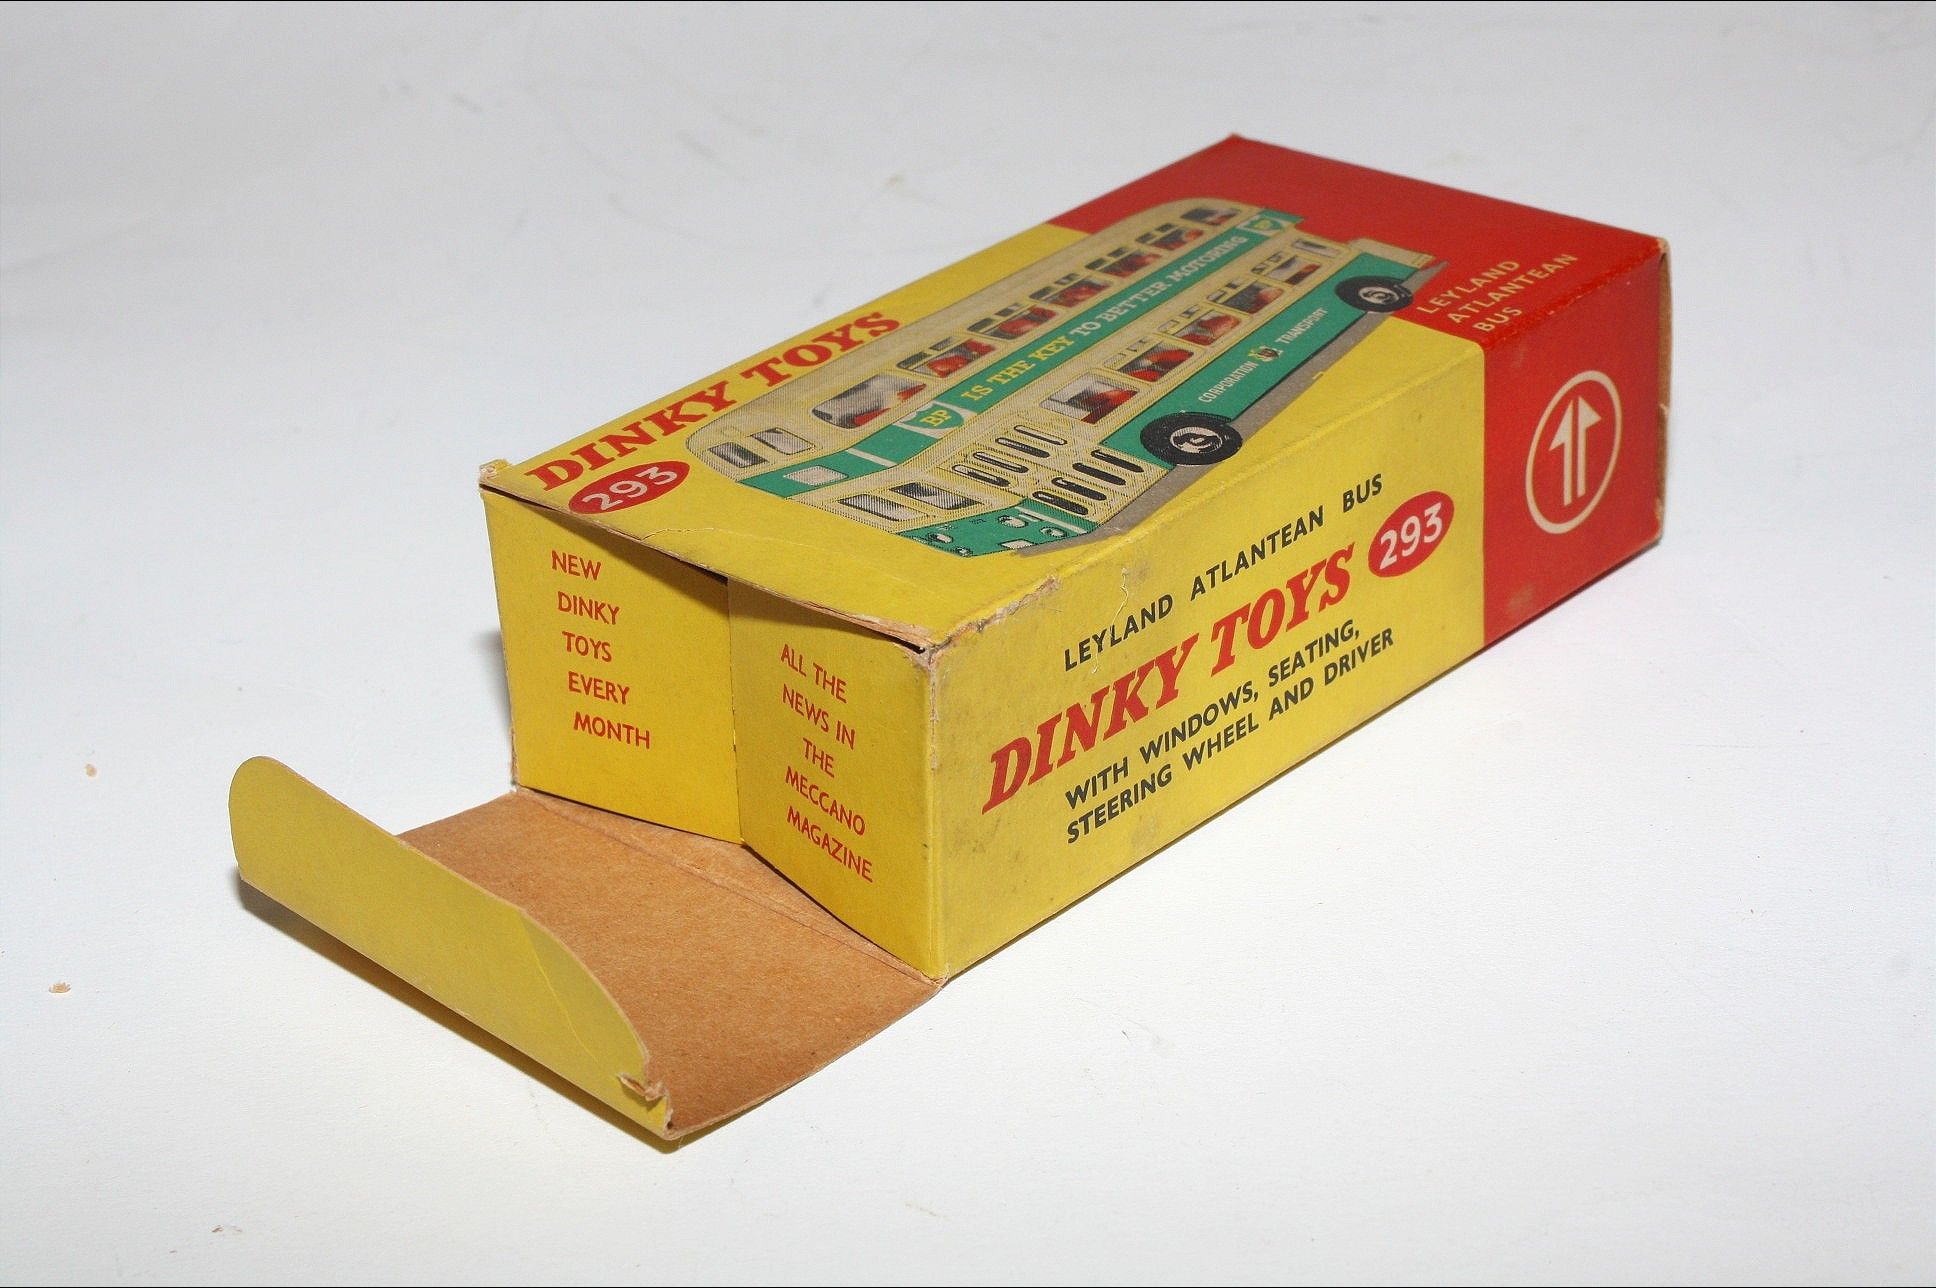 DINKY TOYS
293
BP IS THE KEY TO BETTER MOTORING BP
CORPORATION TRANSPORT
LEYLAND
ATLANTEAN
BUS
NEW
DINKY
TOYS
EVERY
MONTH
ALL THE
NEWS IN
THE
MECCANO
MAGAZINE
LEYLAND ATLANTEAN BUS
DINKY TOYS 293
WITH WINDOWS, SEATING,
STEERING WHEEL AND DRIVER